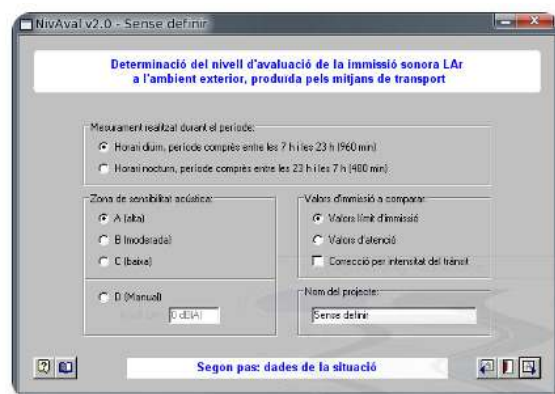 NivAval v2.0 - Sense definir
Determinació del nivell d'avaluació de la immissió sonora LAr
a l'ambient exterior, produïda pels mitjans de transport
Mesurament realitzat durant el període:
Horari diürn, període comprès entre les 7 h i les 23 h (960 min)
Horari nocturn, període comprès entre les 23 h i les 7 h (480 min)
Zona de sensibilitat acústica:
A (alta)
B (moderada)
C (baixa)
D (Manual)
0 dB(A)
Valors d'immissió a comparar:
Valors límit d'immissió
Valors d'atenció
Correcció per intensitat del trànsit
Nom del projecte:
Sense definir
Segon pas: dades de la situació